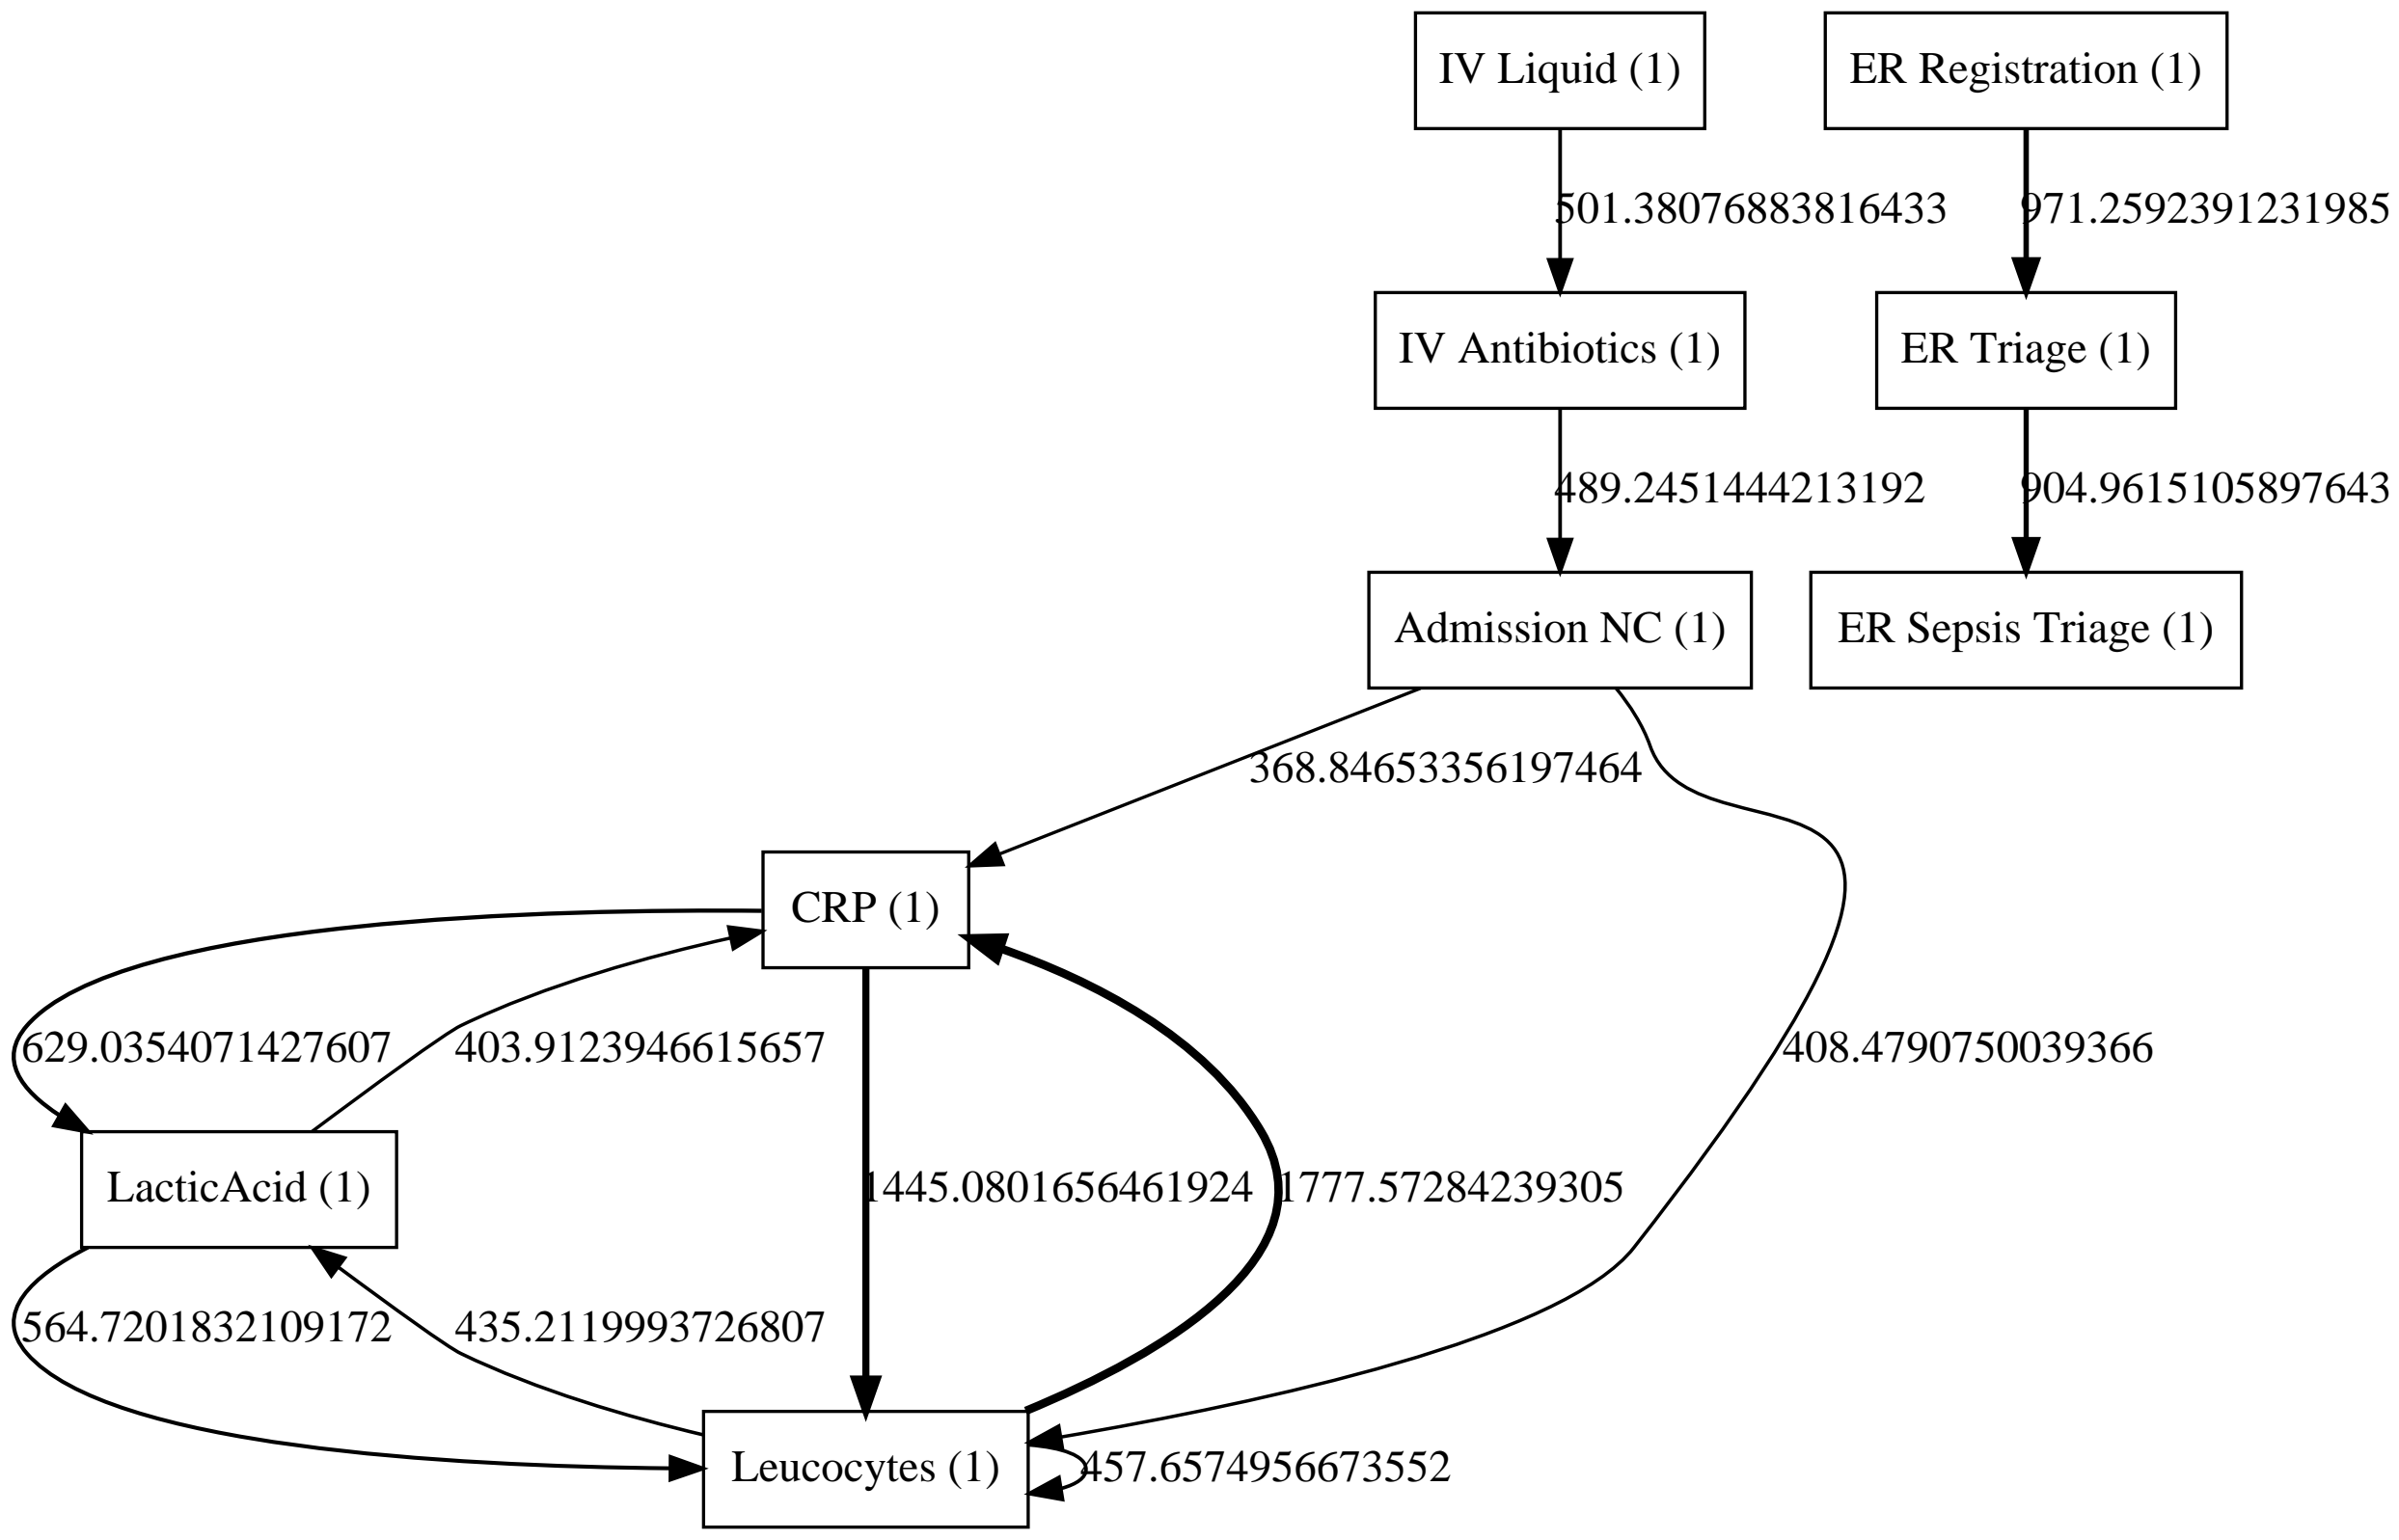 IV Liquid (1)
ER Registration (1)
501.38076883816433
971.2592391231985
IV Antibiotics (1)
ER Triage (1)
489.2451444213192
904.9615105897643
Admission NC (1)
ER Sepsis Triage (1)
368.84653356197464
CRP (1)
629.0354071427607
403.9123946615657
408.4790750039366
LacticAcid (1)
1445.0801656461924
1777.57284239305
564.7201832109172
435.2119993726807
Leucocytes (1)
457.6574956673552